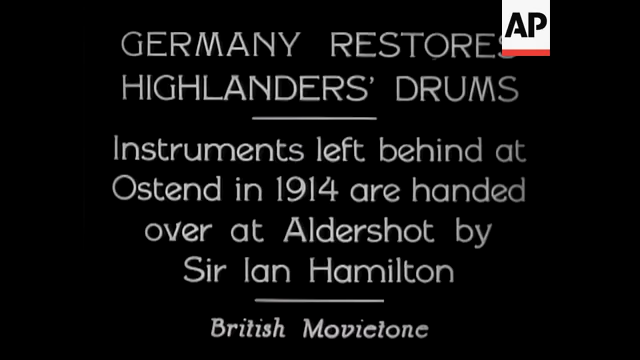 AP
GERMANY RESTORES
HIGHLANDERS' DRUMS
Instruments left behind at
Ostend in 1914 are handed
over at Aldershot by
Sir Ian Hamilton
British Movietone